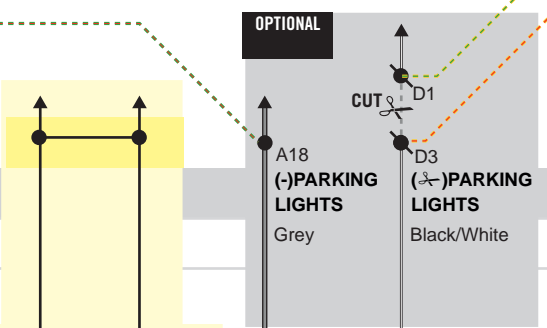 OPTIONAL
CUT
D1
A18
(-)PARKING
LIGHTS
Grey
D3
(✂)PARKING
LIGHTS
Black/White